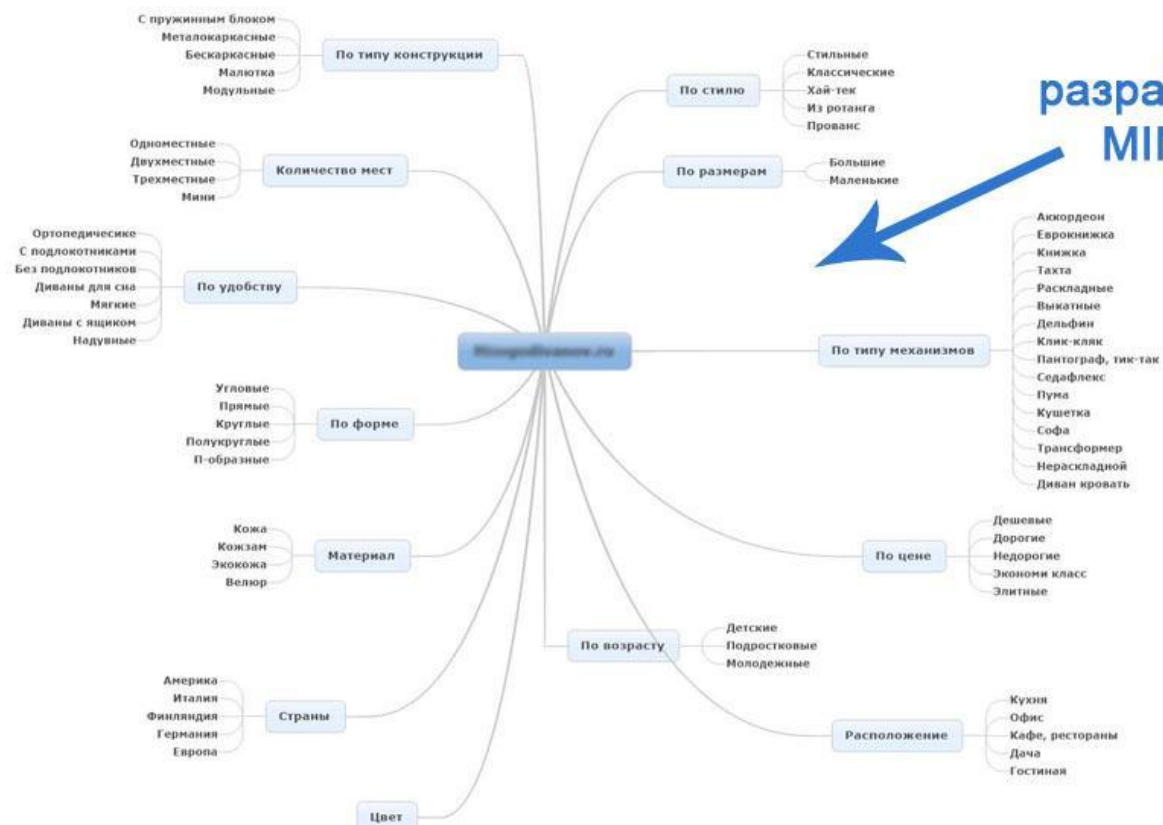 С пружинным блоком
Металокаркасные
Бескаркасные
Малютка
Модульные
По типу конструкции
Одноместные
Двухместные
Трехместные
Мини
Количество мест
Ортопедичесике
С подлокотниками
Без подлокотников
Диваны для сна
Мягкие
Диваны с ящиком
Надувные
По удобству
Угловые
Прямые
Круглые
Полукруглые
П-образные
По форме
Кожа
Кожзам
Экокожа
Велюр
Материал
Америка
Италия
Финляндия
Германия
Европа
Страны
Цвет
По стилю
Стильные
Классические
Хай-тек
Из ротанга
Прованс
По размерам
Большие
Маленькие
По типу механизмов
Аккордеон
Еврокнижка
Книжка
Тахта
Раскладные
Выкатные
Дельфин
Клик-кляк
Пантограф, тик-так
Седафлекс
Пума
Кушетка
Софа
Трансформер
Нераскладной
Диван кровать
По цене
Дешевые
Дорогие
Недорогие
Экономи класс
Элитные
По возрасту
Детские
Подростковые
Молодежные
Расположение
Кухня
Офис
Кафе, рестораны
Дача
Гостиная
разра